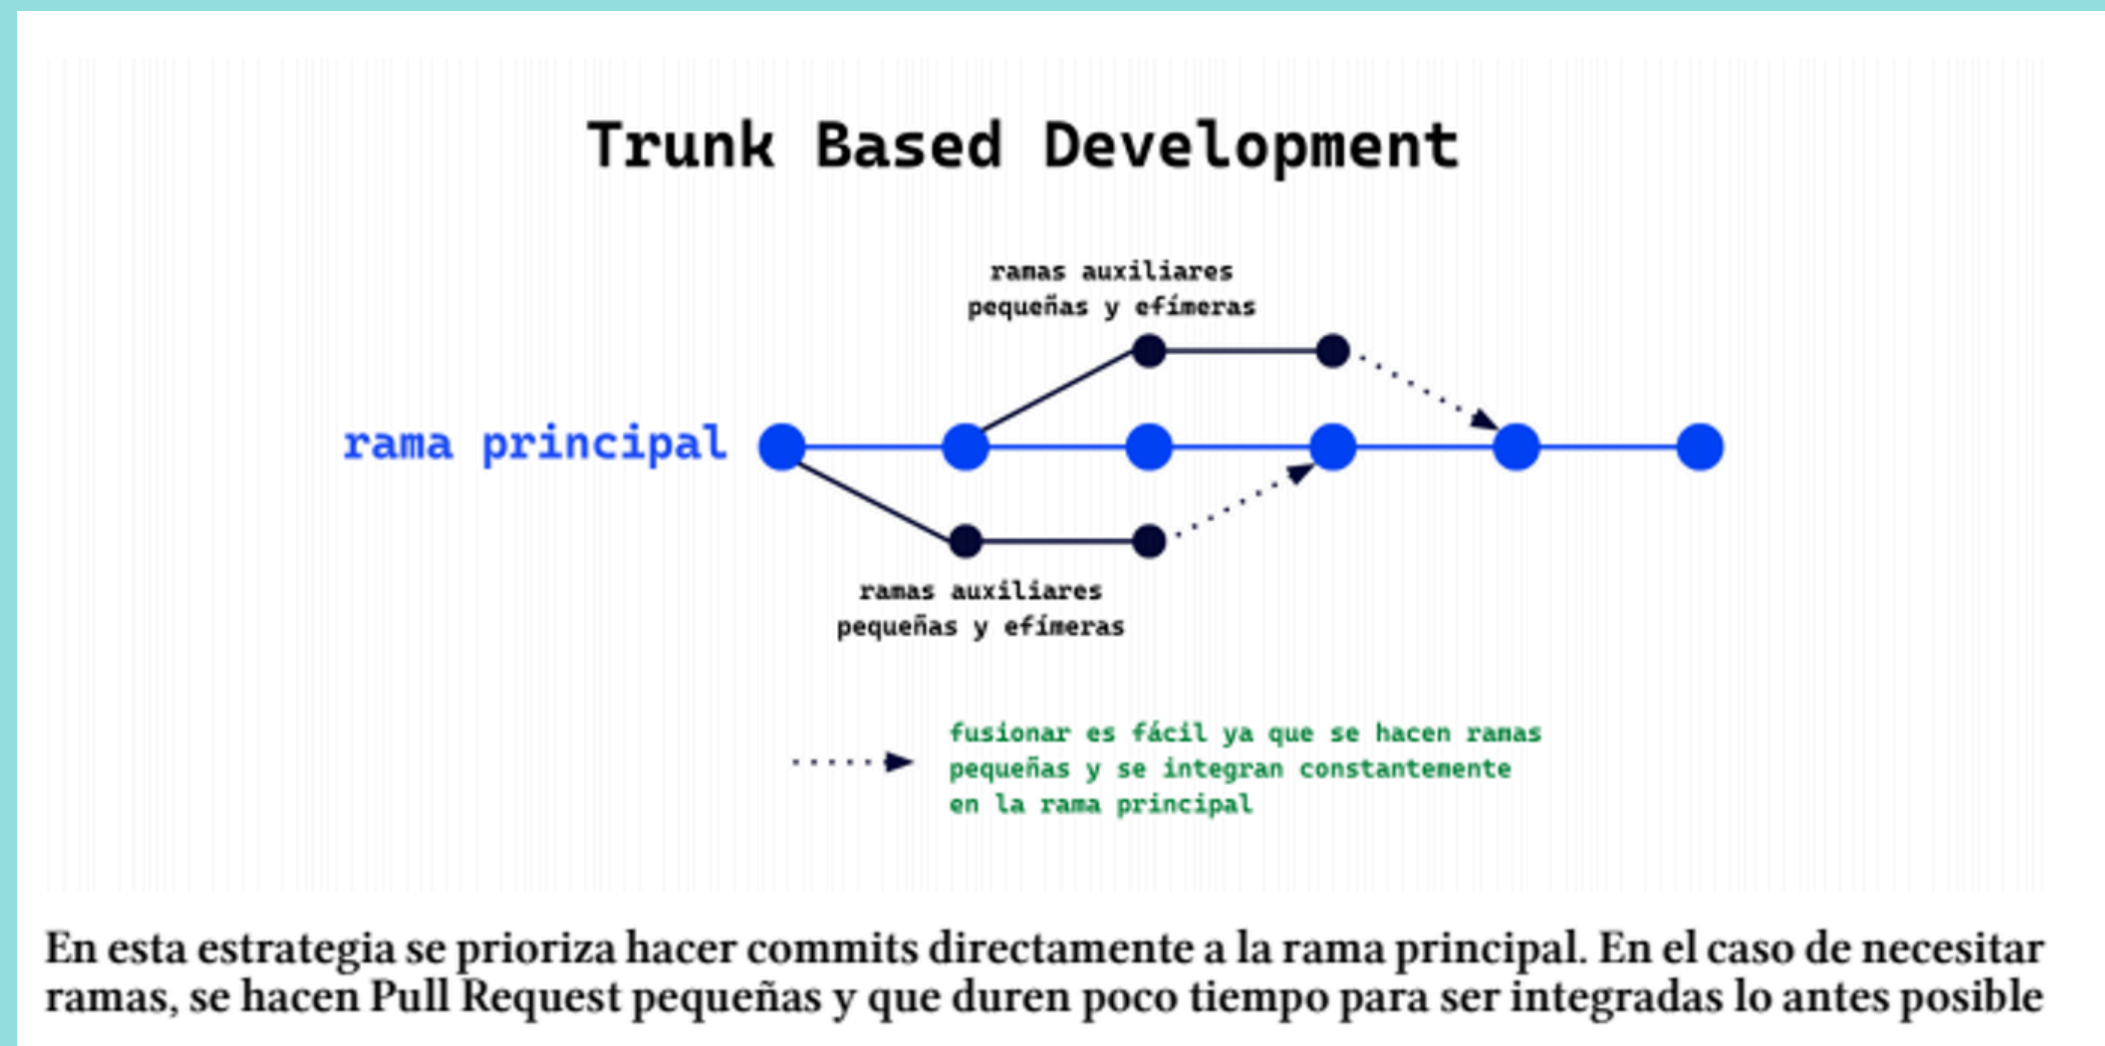 Trunk Based Development
ramas auxiliares
pequeñas y efímeras
rama principal
ramas auxiliares
pequeñas y efímeras
fusionar es fácil ya que se hacen ramas
pequeñas y se integran constantemente
en la rama principal
En esta estrategia se prioriza hacer commits directamente a la rama principal. En el caso de necesitar
ramas, se hacen Pull Request pequeñas y que duren poco tiempo para ser integradas lo antes posible